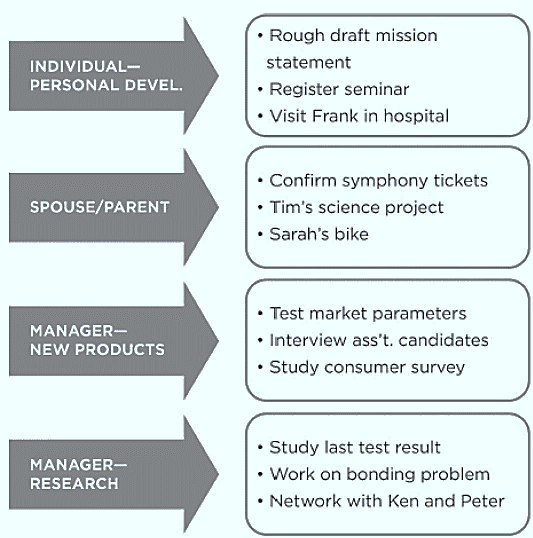 INDIVIDUAL—
PERSONAL DEVEL.
• Rough draft mission
statement
• Register seminar
• Visit Frank in hospital
SPOUSE/PARENT
• Confirm symphony tickets
• Tim's science project
• Sarah's bike
MANAGER—
NEW PRODUCTS
• Test market parameters
• Interview ass't. candidates
• Study consumer survey
MANAGER—
RESEARCH
• Study last test result
• Work on bonding problem
• Network with Ken and Peter